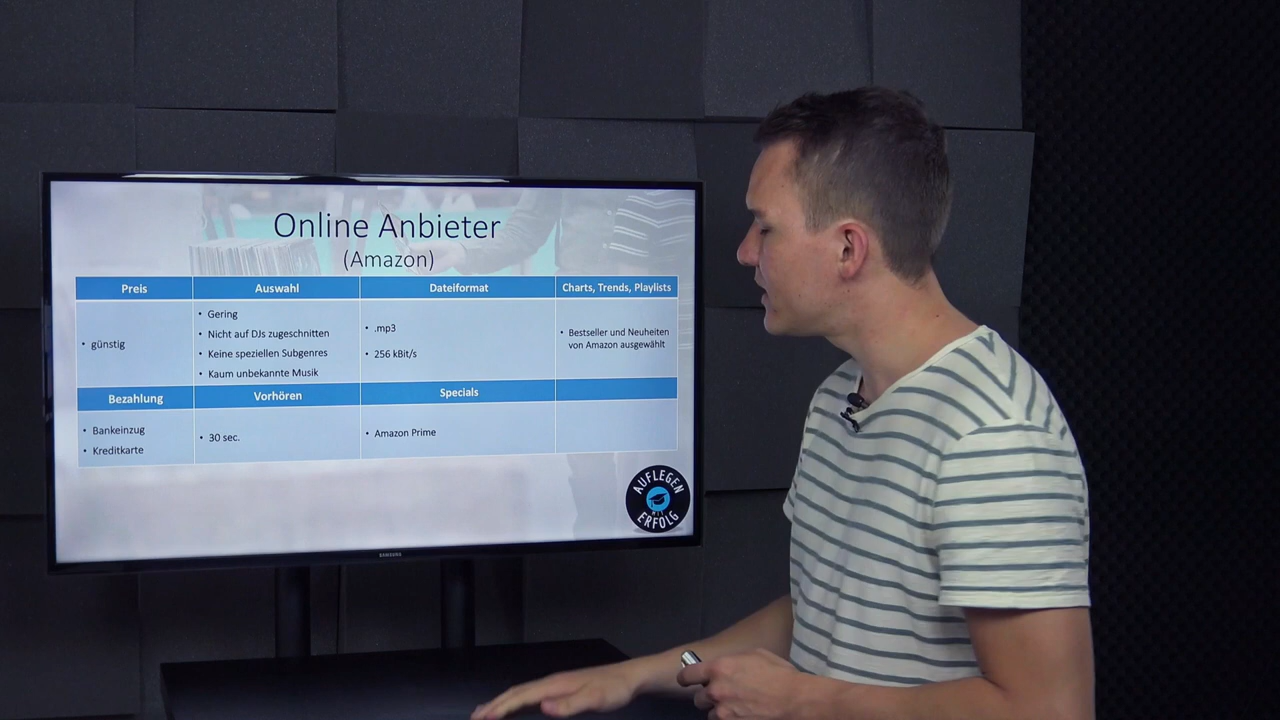 Online Anbieter
(Amazon)
Preis
Auswahl
Dateiformat
Charts, Trends, Playlists
• günstig
• Gering
• Nicht auf DJs zugeschnitten
• Keine speziellen Subgenres
• Kaum unbekannte Musik
• .mp3
• 256 kBit/s
• Bestseller und Neuheiten
von Amazon ausgewählt
Bezahlung
Vorhören
Specials
• Bankeinzug
• Kreditkarte
• 30 sec.
• Amazon Prime
AUFLEGEN
MIT
ERFOLG
SAMSUNG